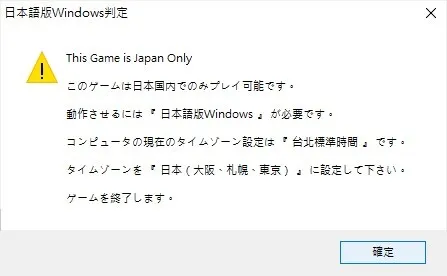 日本語版Windows判定
This Game is Japan Only
このゲームは日本国内でのみプレイ可能です。
動作させるには『 日本語版Windows 』が必要です。
コンピュータの現在のタイムゾーン設定は『 台北標準時間 』です。
タイムゾーンを『 日本（大阪、札幌、東京） 』に設定して下さい。
ゲームを終了します。
確定